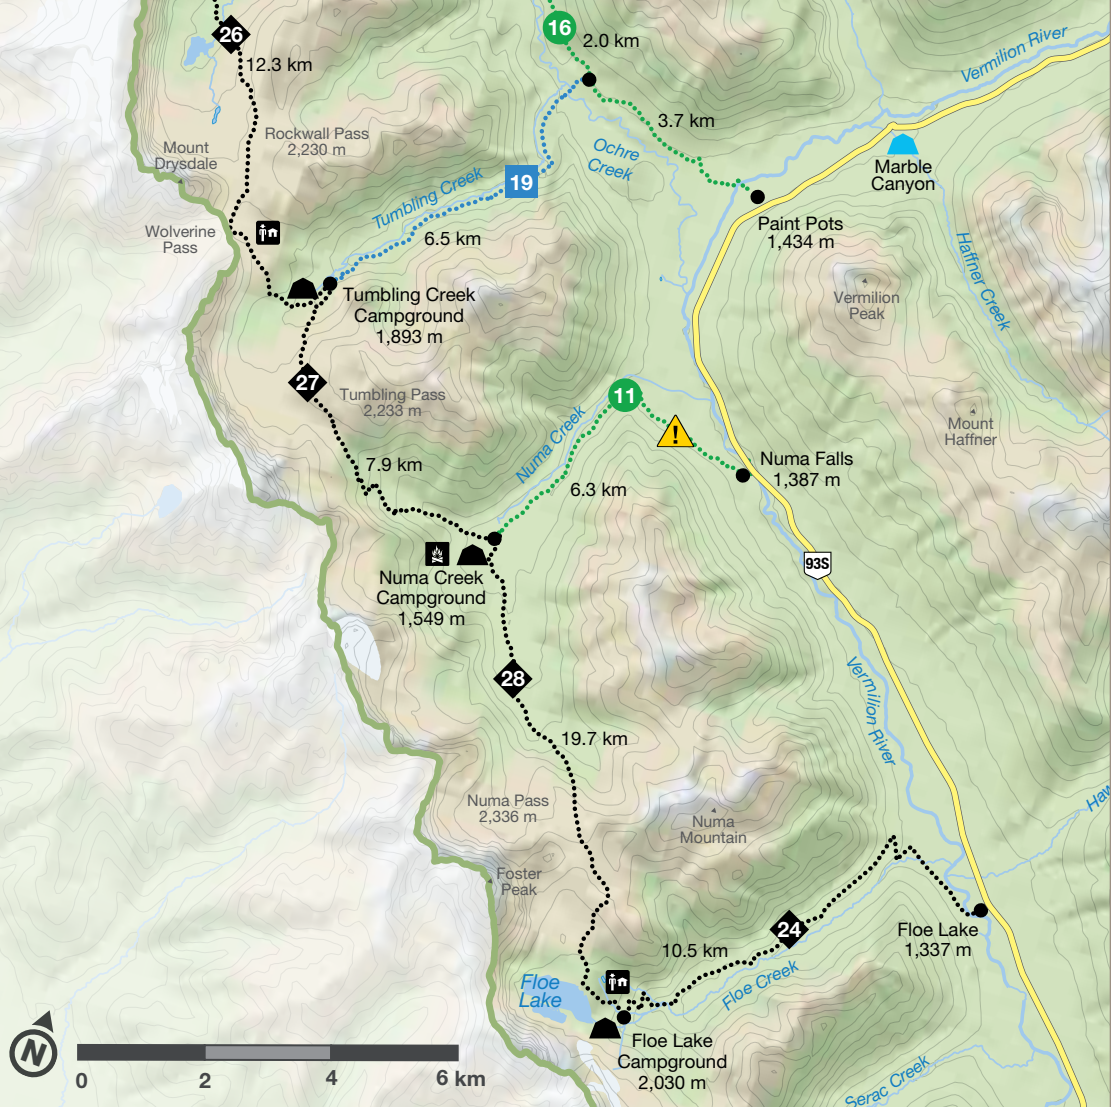 26
12.3 km
16
2.0 km
Vermilion River
Rockwall Pass
2,230 m
Mount
Drysdale
3.7 km
Ochre
Creek
Marble
Canyon
Tumbling Creek
19
6.5 km
Wolverine
Pass
Paint Pots
1,434 m
Haffner Creek
Tumbling Creek
Campground
1,893 m
Vermilion
Peak
27
Tumbling Pass
2,233 m
11
!
Mount
Haffner
Numa Creek
7.9 km
6.3 km
Numa Falls
1,387 m
93S
Numa Creek
Campground
1,549 m
28
Vermilion River
19.7 km
Numa Pass
2,336 m
Numa
Mountain
Foster
Peak
24
10.5 km
Floe Lake
1,337 m
Floe
Lake
Floe Creek
Floe Lake
Campground
2,030 m
Serac Creek
N
0 2 4 6 km